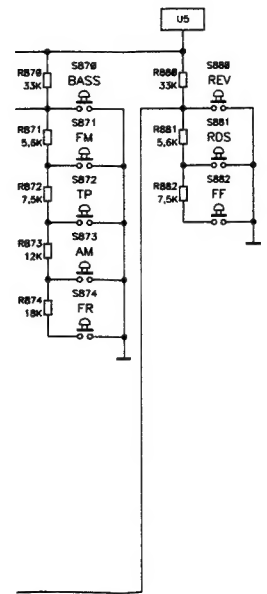 U5
R870
33K
S870
BASS
R880
33K
S880
REV
R871
5,6K
S871
FM
R881
5,6K
S881
RDS
R872
7,5K
S872
TP
R882
7,5K
S882
FF
R873
12K
S873
AM
R874
18K
S874
FR